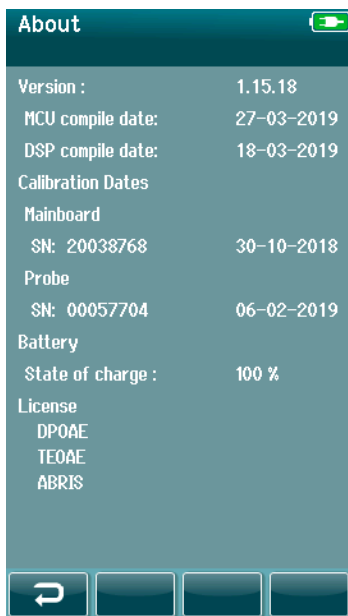 About
Version : 1.15.18
MCU compile date: 27-03-2019
DSP compile date: 18-03-2019
Calibration Dates
Mainboard
SN: 20038768 30-10-2018
Probe
SN: 00057704 06-02-2019
Battery
State of charge : 100 %
License
DPOAE
TEOAE
ABRIS